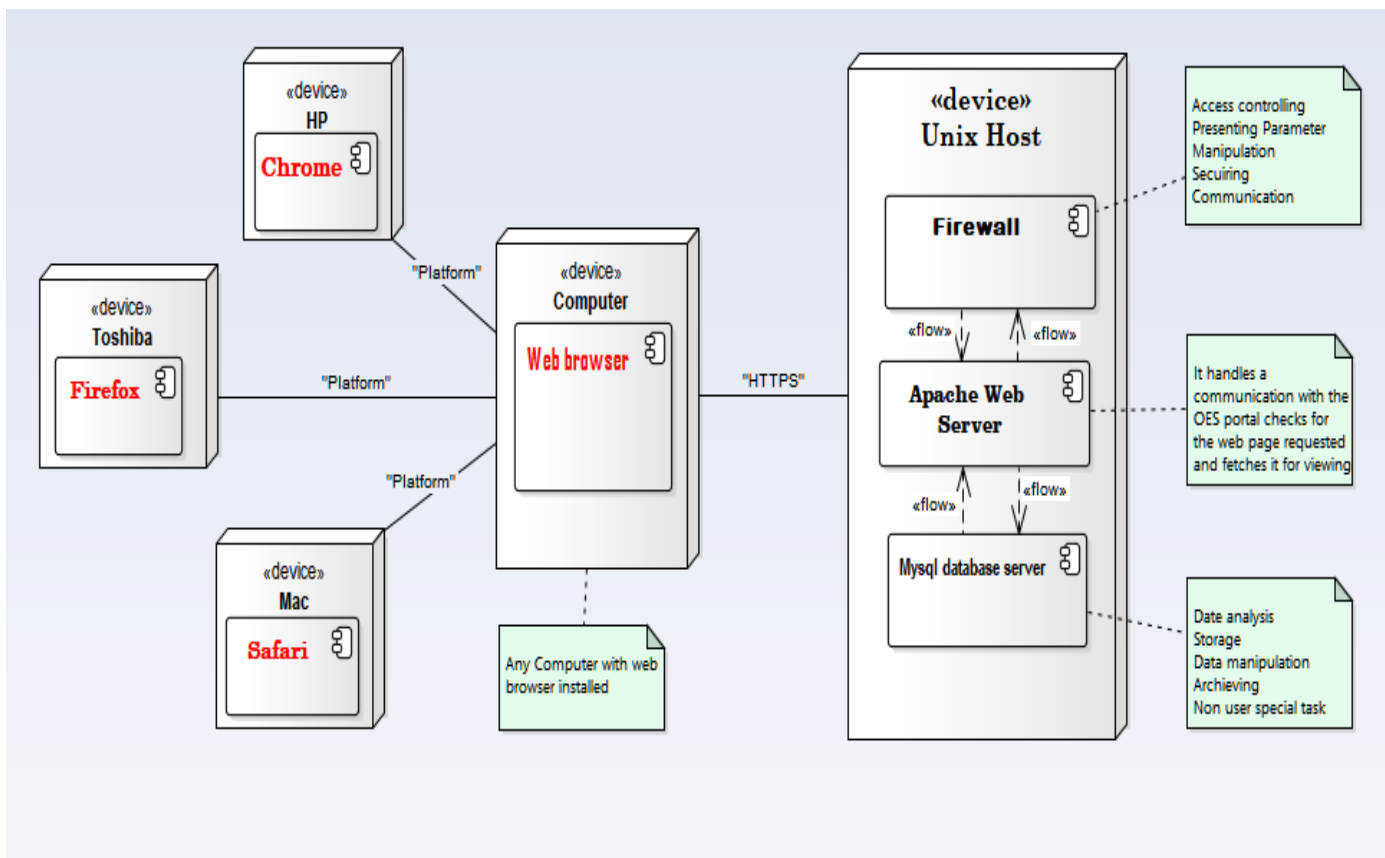 «device»
HP
Chrome
"Platform"
«device»
Toshiba
Firefox
"Platform"
«device»
Mac
Safari
"Platform"
«device»
Computer
Web browser
Any Computer with web
browser installed
"HTTPS"
«device»
Unix Host
Firewall
«flow»
«flow»
Apache Web
Server
«flow»
«flow»
Mysql database server
Access controlling
Presenting Parameter
Manipulation
Secuiring
Communication
It handles a
communication with the
OES portal checks for
the web page requested
and fetches it for viewing
Date analysis
Storage
Data manipulation
Archieving
Non user special task